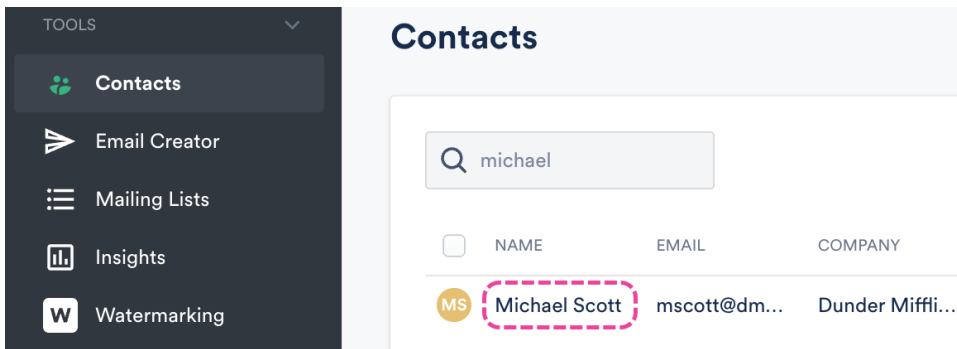 TOOLS
Contacts
Email Creator
Mailing Lists
Insights
W Watermarking
Contacts
michael
NAME EMAIL COMPANY
MS Michael Scott mscott@dm... Dunder Miffli...